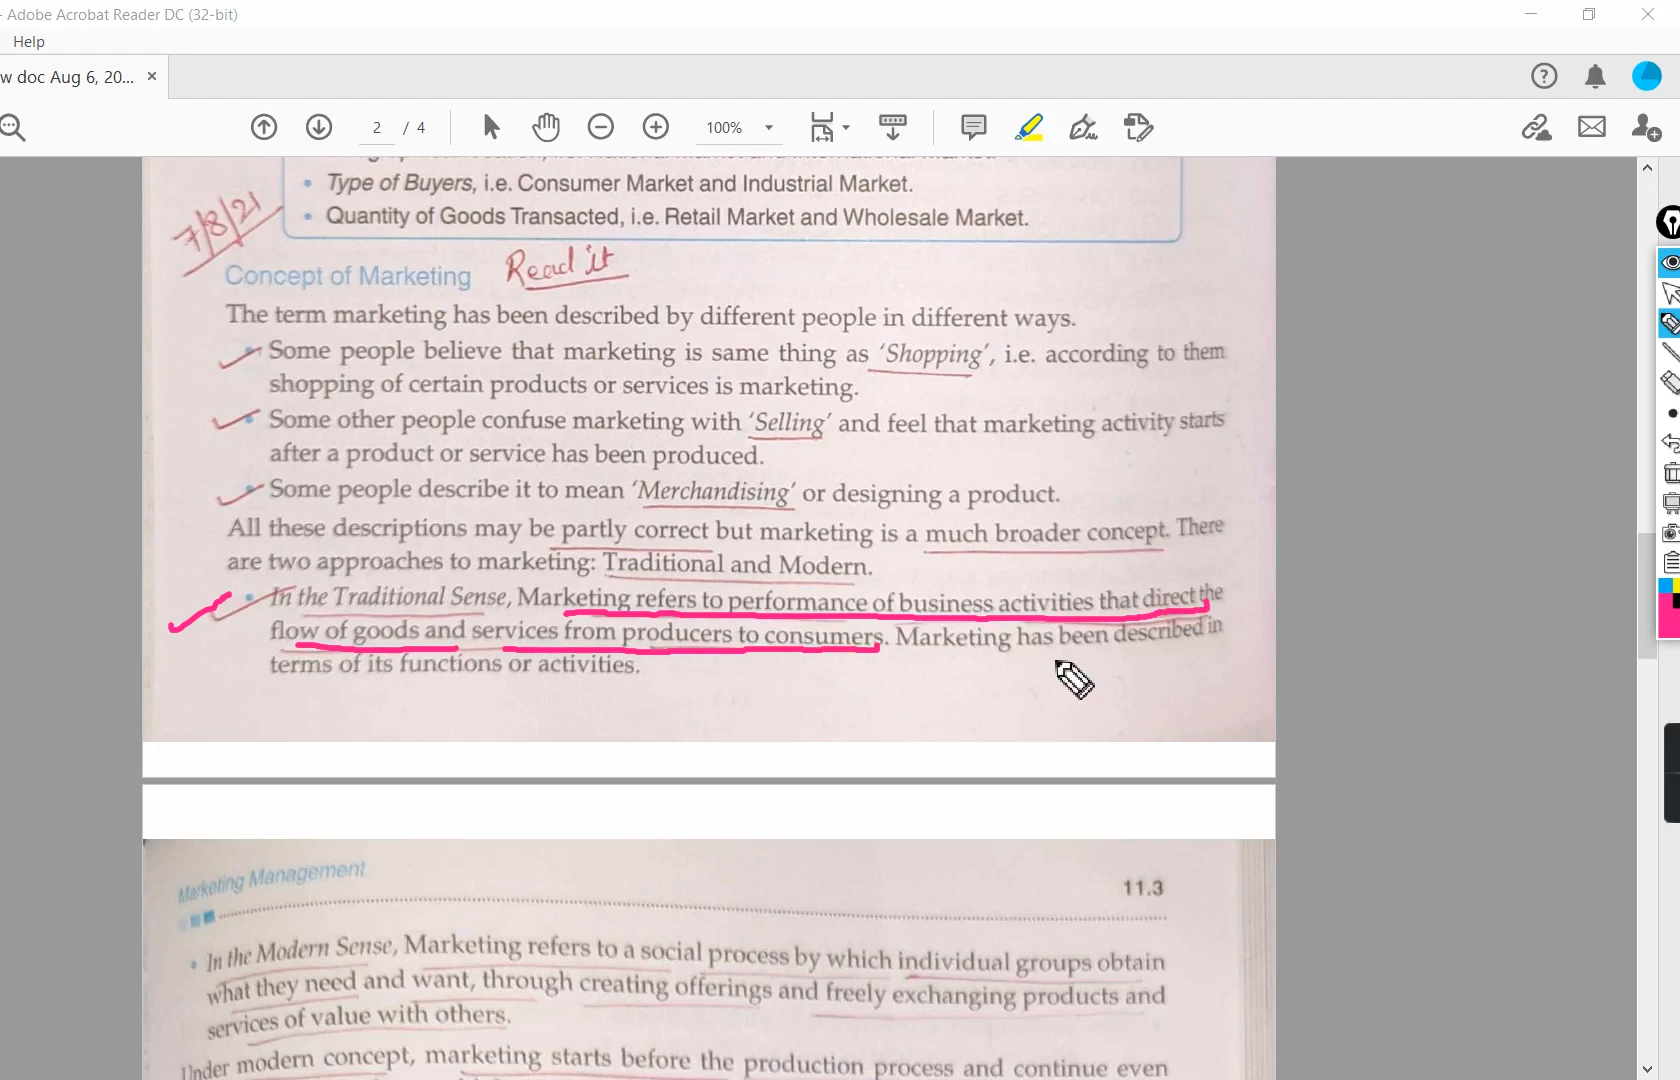 - Adobe Acrobat Reader DC (32-bit)
Help
w doc Aug 6, 20...
2 / 4
100%
• Type of Buyers, i.e. Consumer Market and Industrial Market.
• Quantity of Goods Transacted, i.e. Retail Market and Wholesale Market.
7/8/21
Concept of Marketing Read it
The term marketing has been described by different people in different ways.
• Some people believe that marketing is same thing as 'Shopping', i.e. according to them
shopping of certain products or services is marketing.
• Some other people confuse marketing with 'Selling' and feel that marketing activity starts
after a product or service has been produced.
• Some people describe it to mean 'Merchandising' or designing a product.
All these descriptions may be partly correct but marketing is a much broader concept. There
are two approaches to marketing: Traditional and Modern.
• In the Traditional Sense, Marketing refers to performance of business activities that direct the
flow of goods and services from producers to consumers. Marketing has been described in
terms of its functions or activities.
Marketing Management
11.3
• In the Modern Sense, Marketing refers to a social process by which individual groups obtain
what they need and want, through creating offerings and freely exchanging products and
services of value with others.
Under modern concept, marketing starts before the production process and continue even